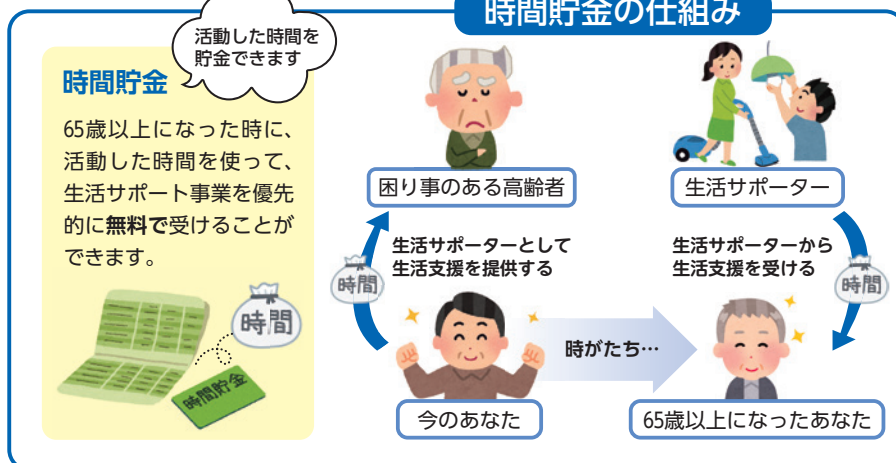 時間貯金の仕組み
活動した時間を
貯金できます
時間貯金
65歳以上になった時に、
活動した時間を使って、
生活サポート事業を優先
的に無料で受けることが
できます。
時間
時間貯金
困り事のある高齢者
生活サポーター
時間
生活サポーターとして
生活支援を提供する
生活サポーターから
生活支援を受ける
時間
時がたち…
今のあなた
65歳以上になったあなた